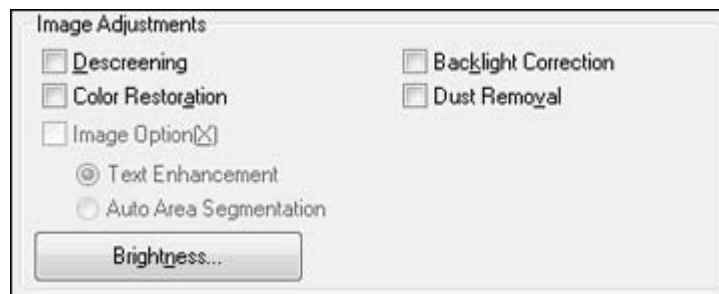 Image Adjustments
Descreening
Backlight Correction
Color Restoration
Dust Removal
Image Option(X)
Text Enhancement
Auto Area Segmentation
Brightness...